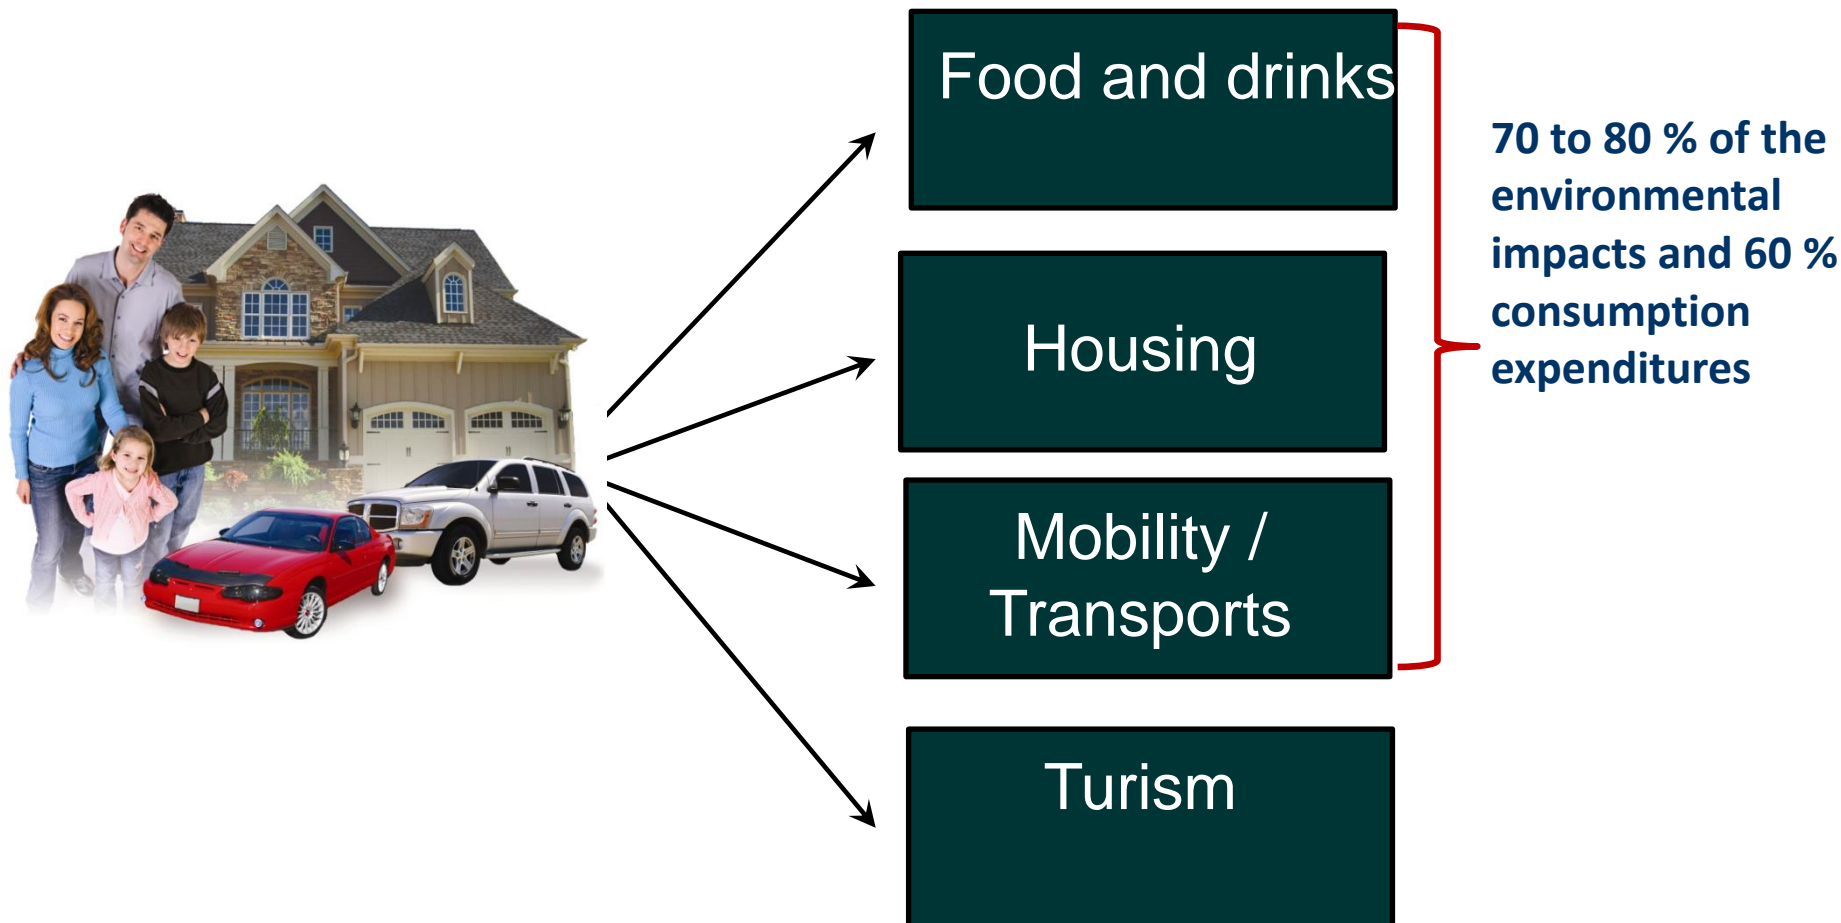 Food and drinks
70 to 80 % of the
environmental
impacts and 60 %
consumption
expenditures
Housing
Mobility /
Transports
Turism